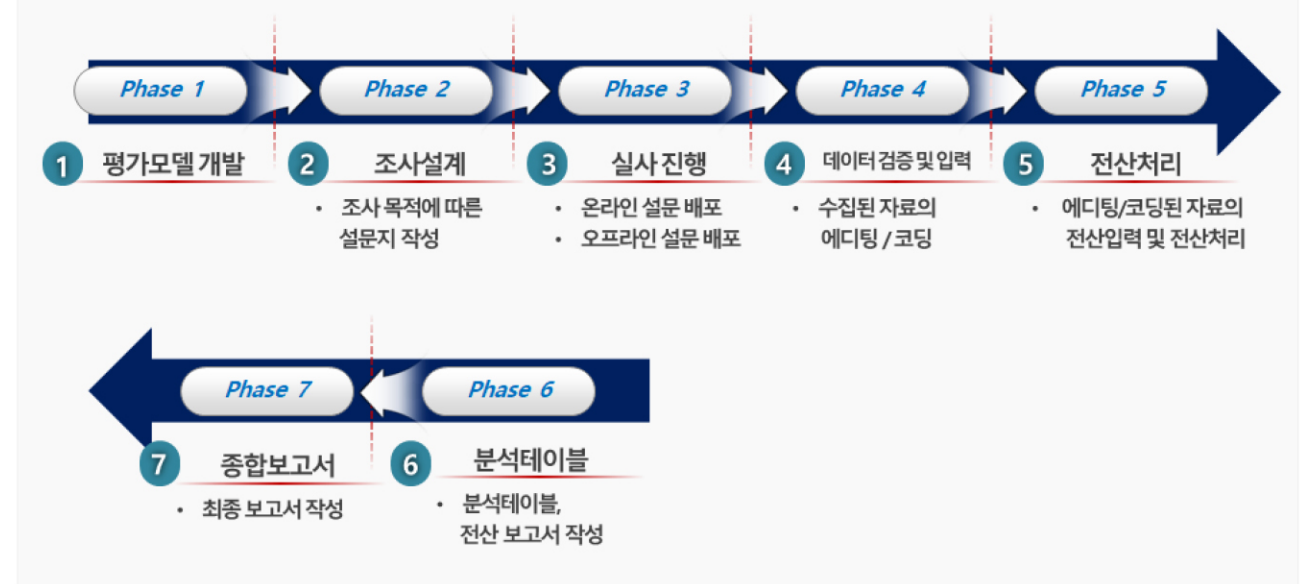 Phase 1
Phase 2
Phase 3
Phase 4
Phase 5
1 평가모델 개발
2 조사설계
• 조사 목적에 따른
설문지 작성
3 실사 진행
• 온라인 설문 배포
• 오프라인 설문 배포
4 데이터 검증 및 입력
• 수집된 자료의
에디팅 / 코딩
5 전산처리
• 에디팅/코딩된 자료의
전산입력 및 전산처리
Phase 6
6 분석테이블
• 분석테이블,
전산 보고서 작성
Phase 7
7 종합보고서
• 최종 보고서 작성